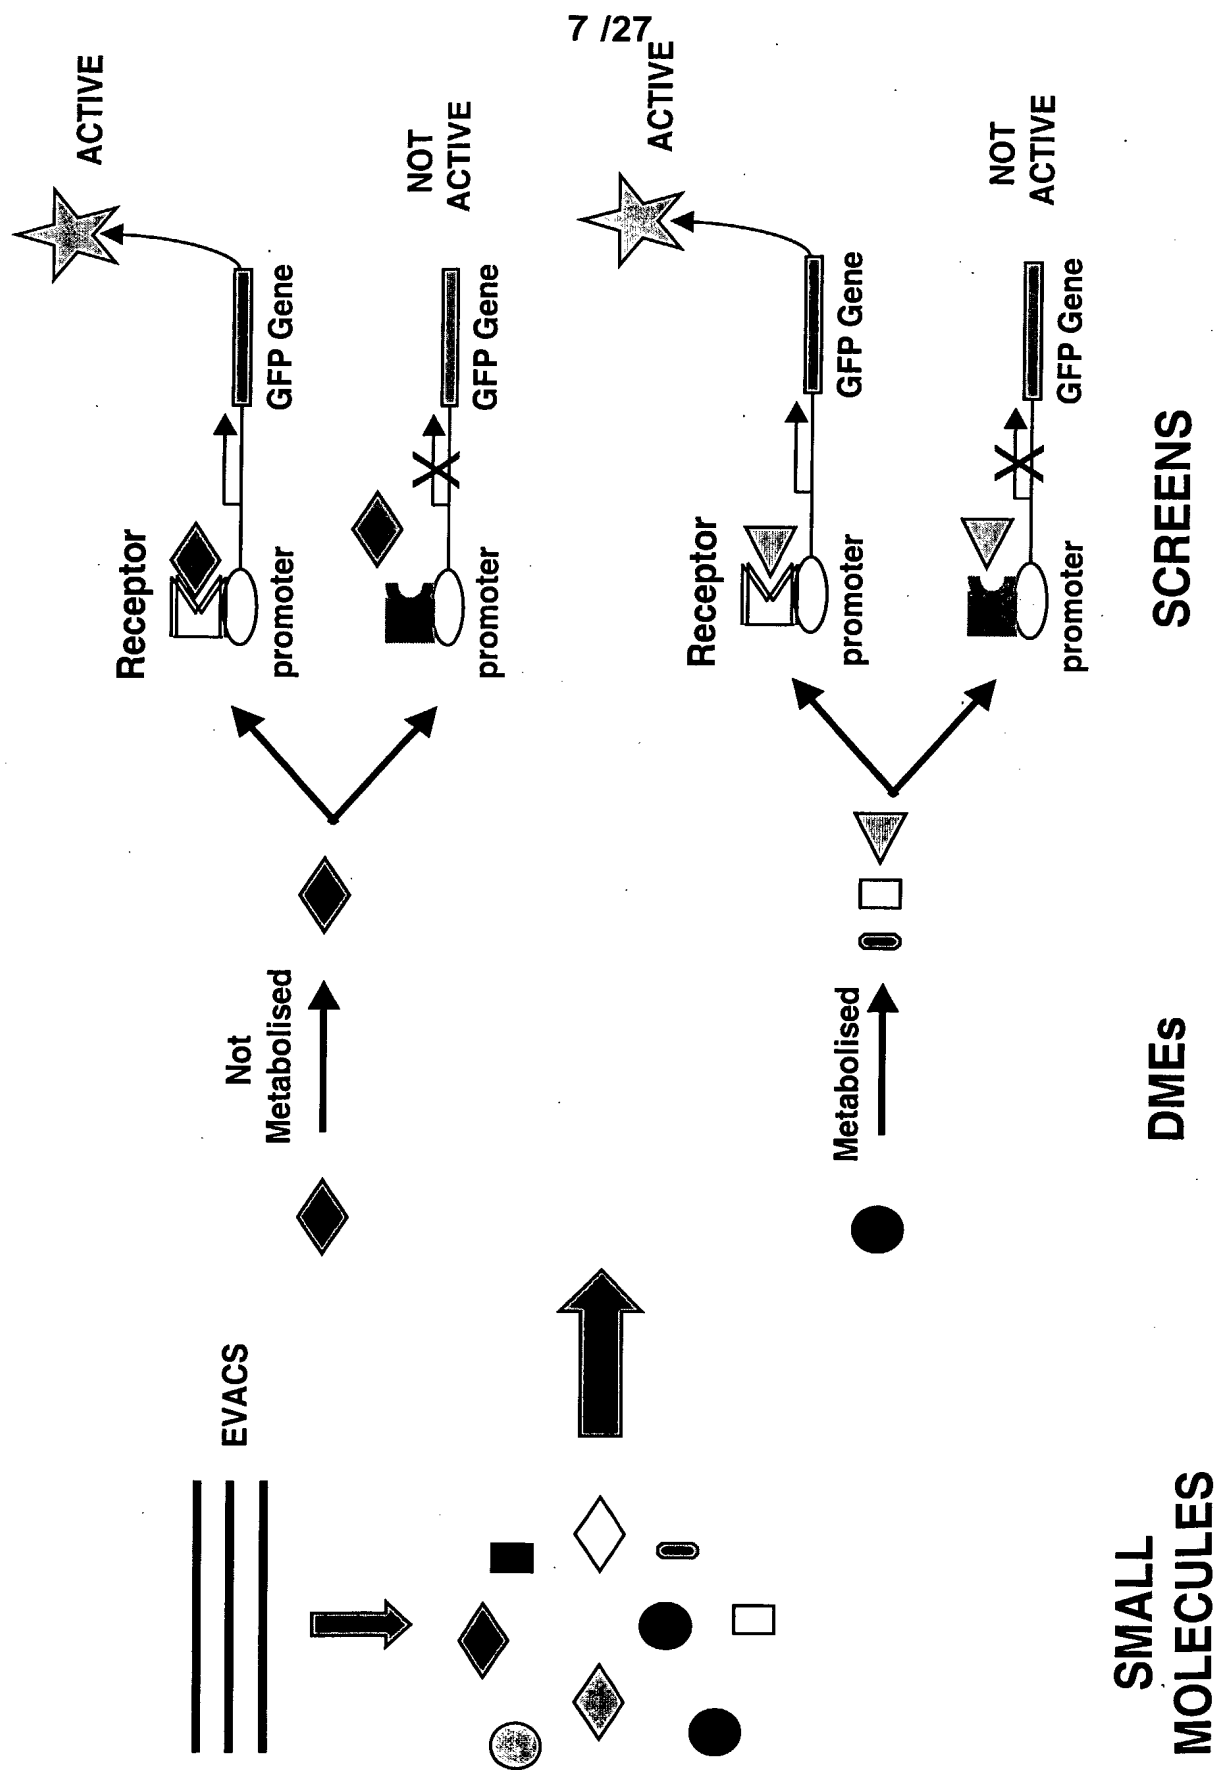 7 /27
EVACS
SMALL
MOLECULES
Not
Metabolised
Metabolised
DMEs
Receptor
promoter
GFP Gene
ACTIVE
promoter
GFP Gene
NOT
ACTIVE
Receptor
promoter
GFP Gene
ACTIVE
promoter
GFP Gene
NOT
ACTIVE
SCREENS